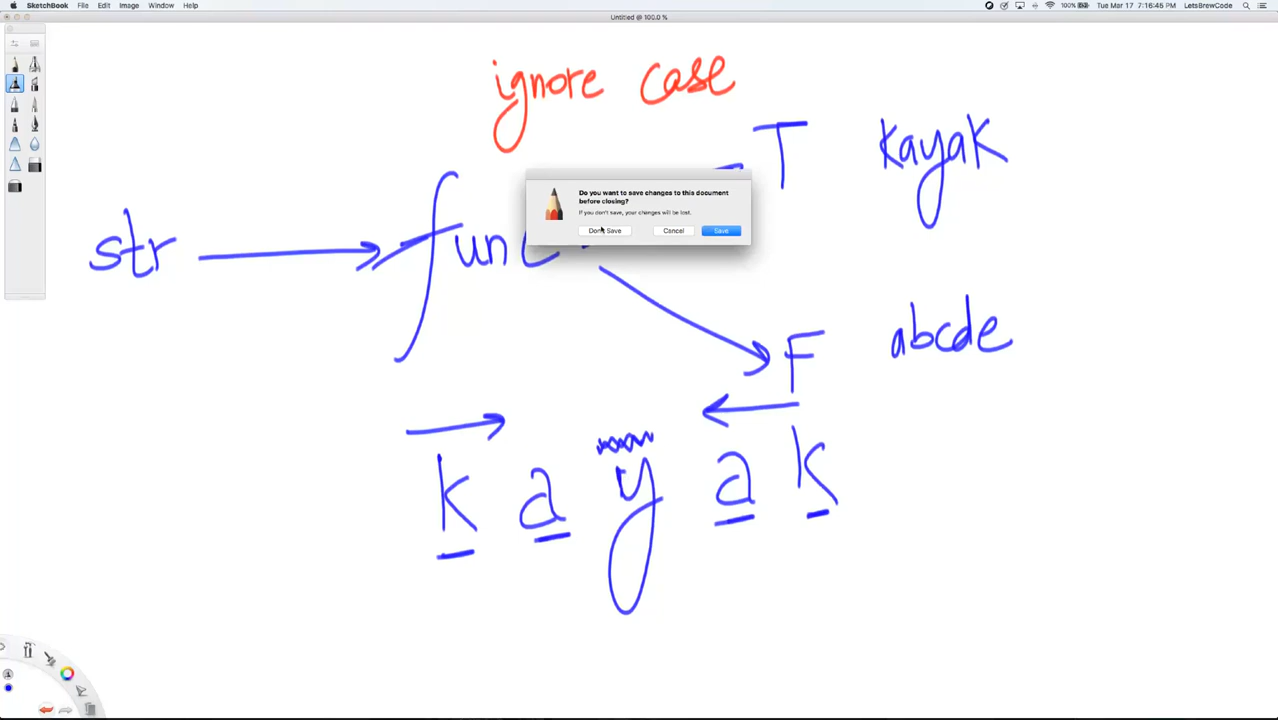 SketchBook File Edit Image Window Help 100% Tue Mar 17 7:16:45 PM LetsBrewCode
Untitled @ 100.0 %
ignore case
T kayak
Do you want to save changes to this document
before closing?
If you don't save, your changes will be lost.
Don't Save Cancel Save
str func
F abcde
k a y a k